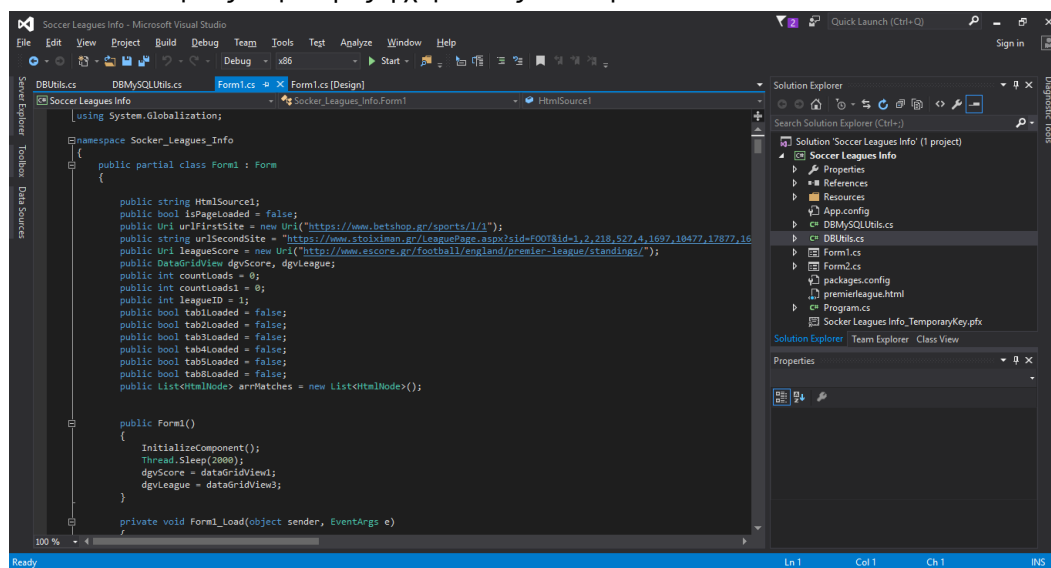 Soccer Leagues Info - Microsoft Visual Studio
2
Quick Launch (Ctrl+Q)
File Edit View Project Build Debug Team Tools Test Analyze Window Help
Sign in
Debug x86 Start
Server Explorer
Toolbox
Data Sources
DBUtils.cs DBMySQLUtils.cs Form1.cs Form1.cs [Design]
Soccer Leagues Info Socker_Leagues_Info.Form1 HtmlSource1
using System.Globalization;
namespace Socker_Leagues_Info
{
public partial class Form1 : Form
{
public string HtmlSource1;
public bool isPageLoaded = false;
public Uri urlFirstSite = new Uri("https://www.betshop.gr/sports/l/1");
public string urlSecondSite = "https://www.stoiximan.gr/LeaguePage.aspx?sid=FOOT&id=1,2,218,527,4,1697,10477,17877,16
public Uri leagueScore = new Uri("http://www.escore.gr/football/england/premier-league/standings/");
public DataGridView dgvScore, dgvLeague;
public int countLoads = 0;
public int countLoads1 = 0;
public int leagueID = 1;
public bool tab1Loaded = false;
public bool tab2Loaded = false;
public bool tab3Loaded = false;
public bool tab4Loaded = false;
public bool tab5Loaded = false;
public bool tab8Loaded = false;
public List<HtmlNode> arrMatches = new List<HtmlNode>();
public Form1()
{
InitializeComponent();
Thread.Sleep(2000);
dgvScore = dataGridView1;
dgvLeague = dataGridView3;
}
private void Form1_Load(object sender, EventArgs e)
100 %
Solution Explorer
Search Solution Explorer (Ctrl+;)
Solution 'Soccer Leagues Info' (1 project)
Soccer Leagues Info
Properties
References
Resources
App.config
DBMySQLUtils.cs
DBUtils.cs
Form1.cs
Form2.cs
packages.config
premierleague.html
Program.cs
Socker Leagues Info_TemporaryKey.pfx
Solution Explorer Team Explorer Class View
Properties
Diagnostic Tools
Ready Ln 1 Col 1 Ch 1 INS